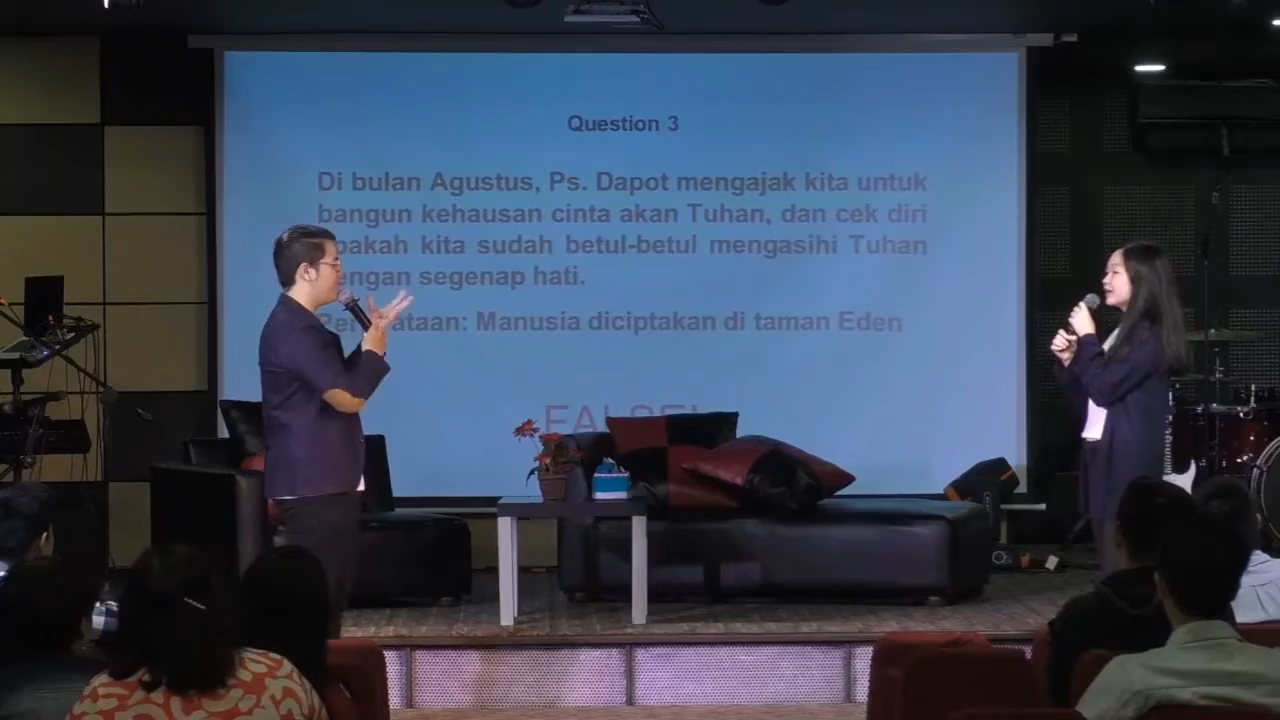 Question 3
Di bulan Agustus, Ps. Dapot mengajak kita untuk
bangun kehausan cinta akan Tuhan, dan cek diri
kita sudah betul-betul mengasihi Tuhan
segenap hati.
Manusia diciptakan di taman Eden